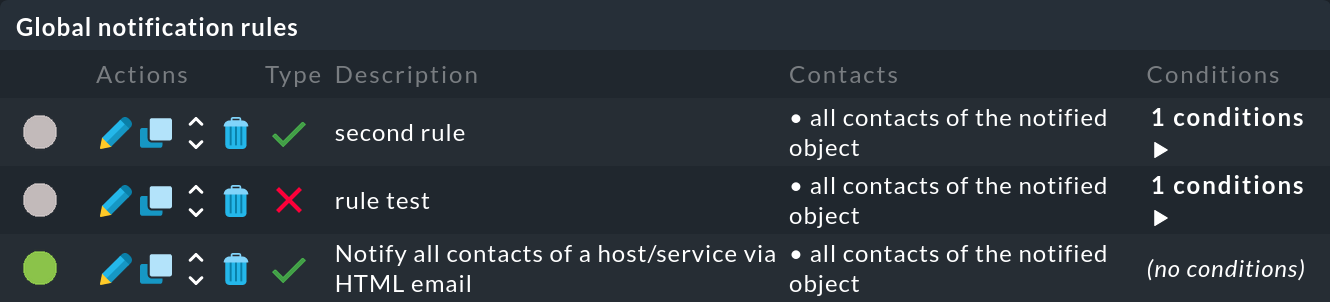 Global notification rules
Actions Type Description Contacts Conditions
second rule
• all contacts of the notified
object
1 conditions
rule test
• all contacts of the notified
object
1 conditions
Notify all contacts of a host/service via
HTML email
• all contacts of the notified
object
(no conditions)